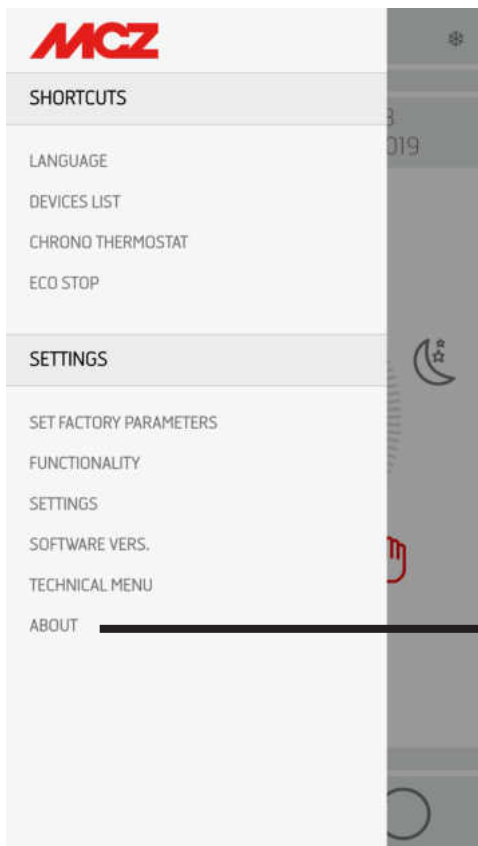 MCZ
SHORTCUTS
LANGUAGE
DEVICES LIST
CHRONO THERMOSTAT
ECO STOP
SETTINGS
SET FACTORY PARAMETERS
FUNCTIONALITY
SETTINGS
SOFTWARE VERS.
TECHNICAL MENU
ABOUT